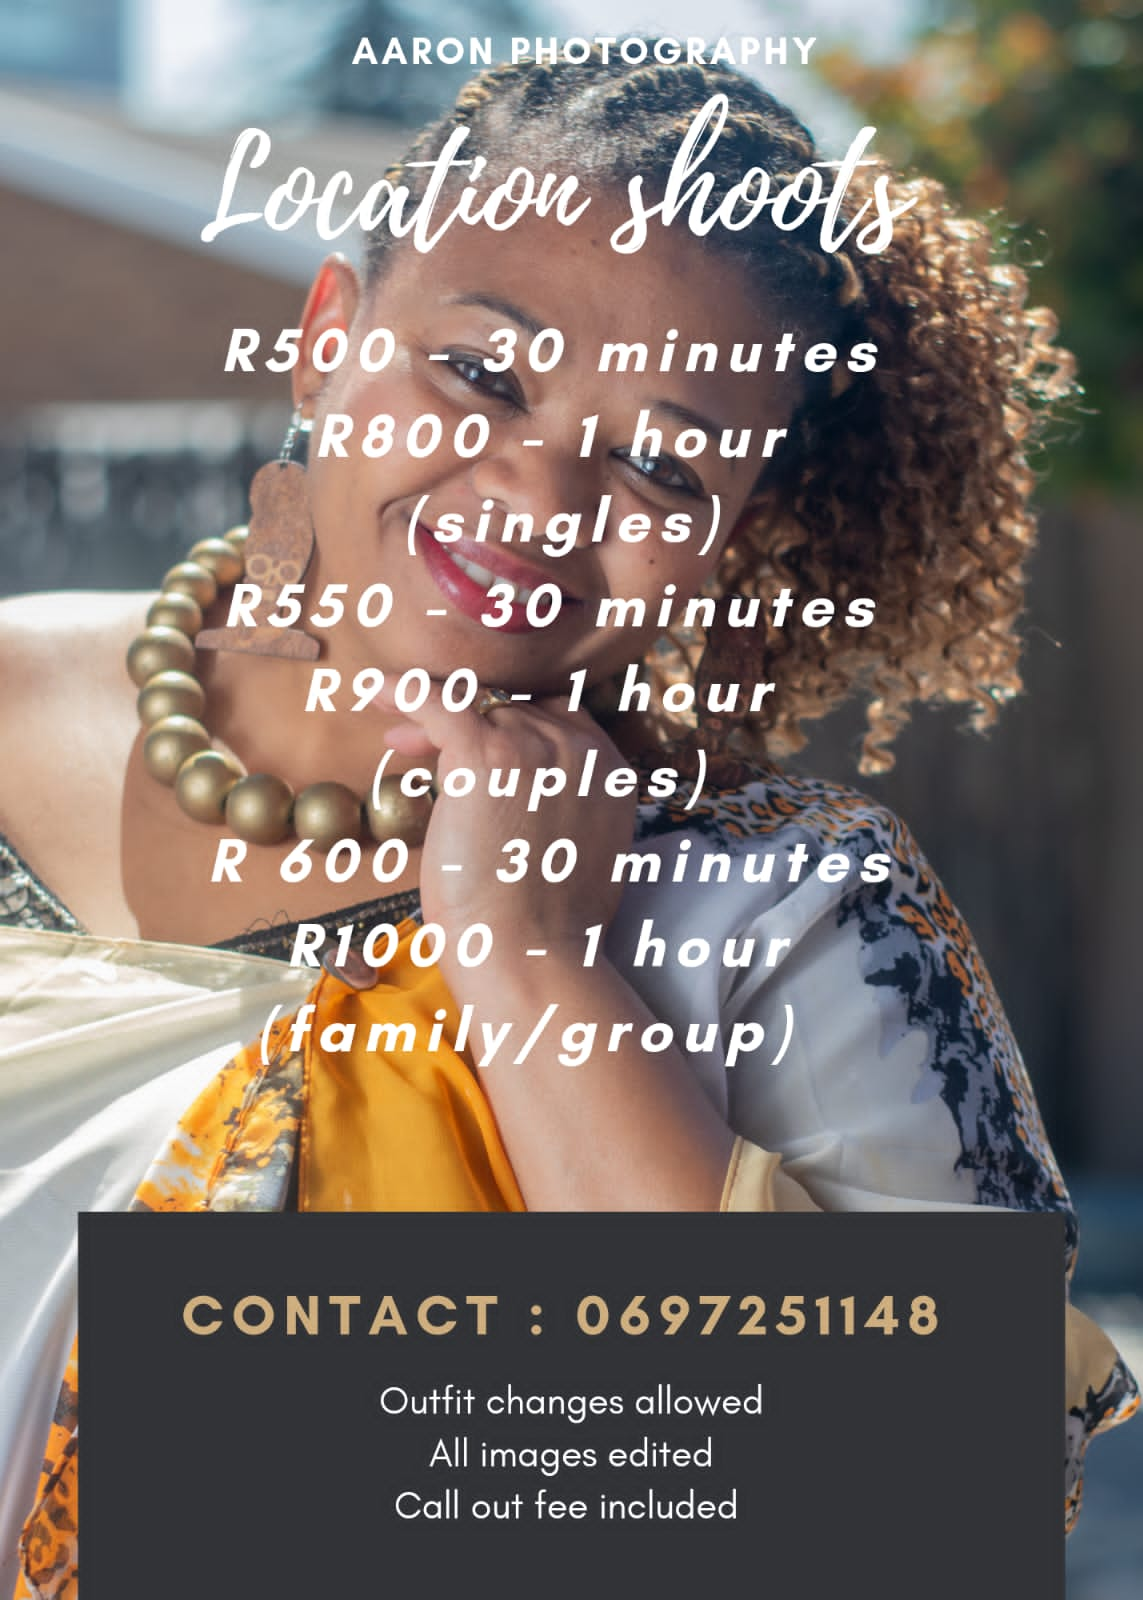 AARON PHOTOGRAPHY
Location shoots
R500 - 30 minutes
R800 - 1 hour
(singles)
R550 - 30 minutes
R900 - 1 hour
(couples)
R 600 - 30 minutes
R1000 - 1 hour
(family/group)
CONTACT : 0697251148
Outfit changes allowed
All images edited
Call out fee included